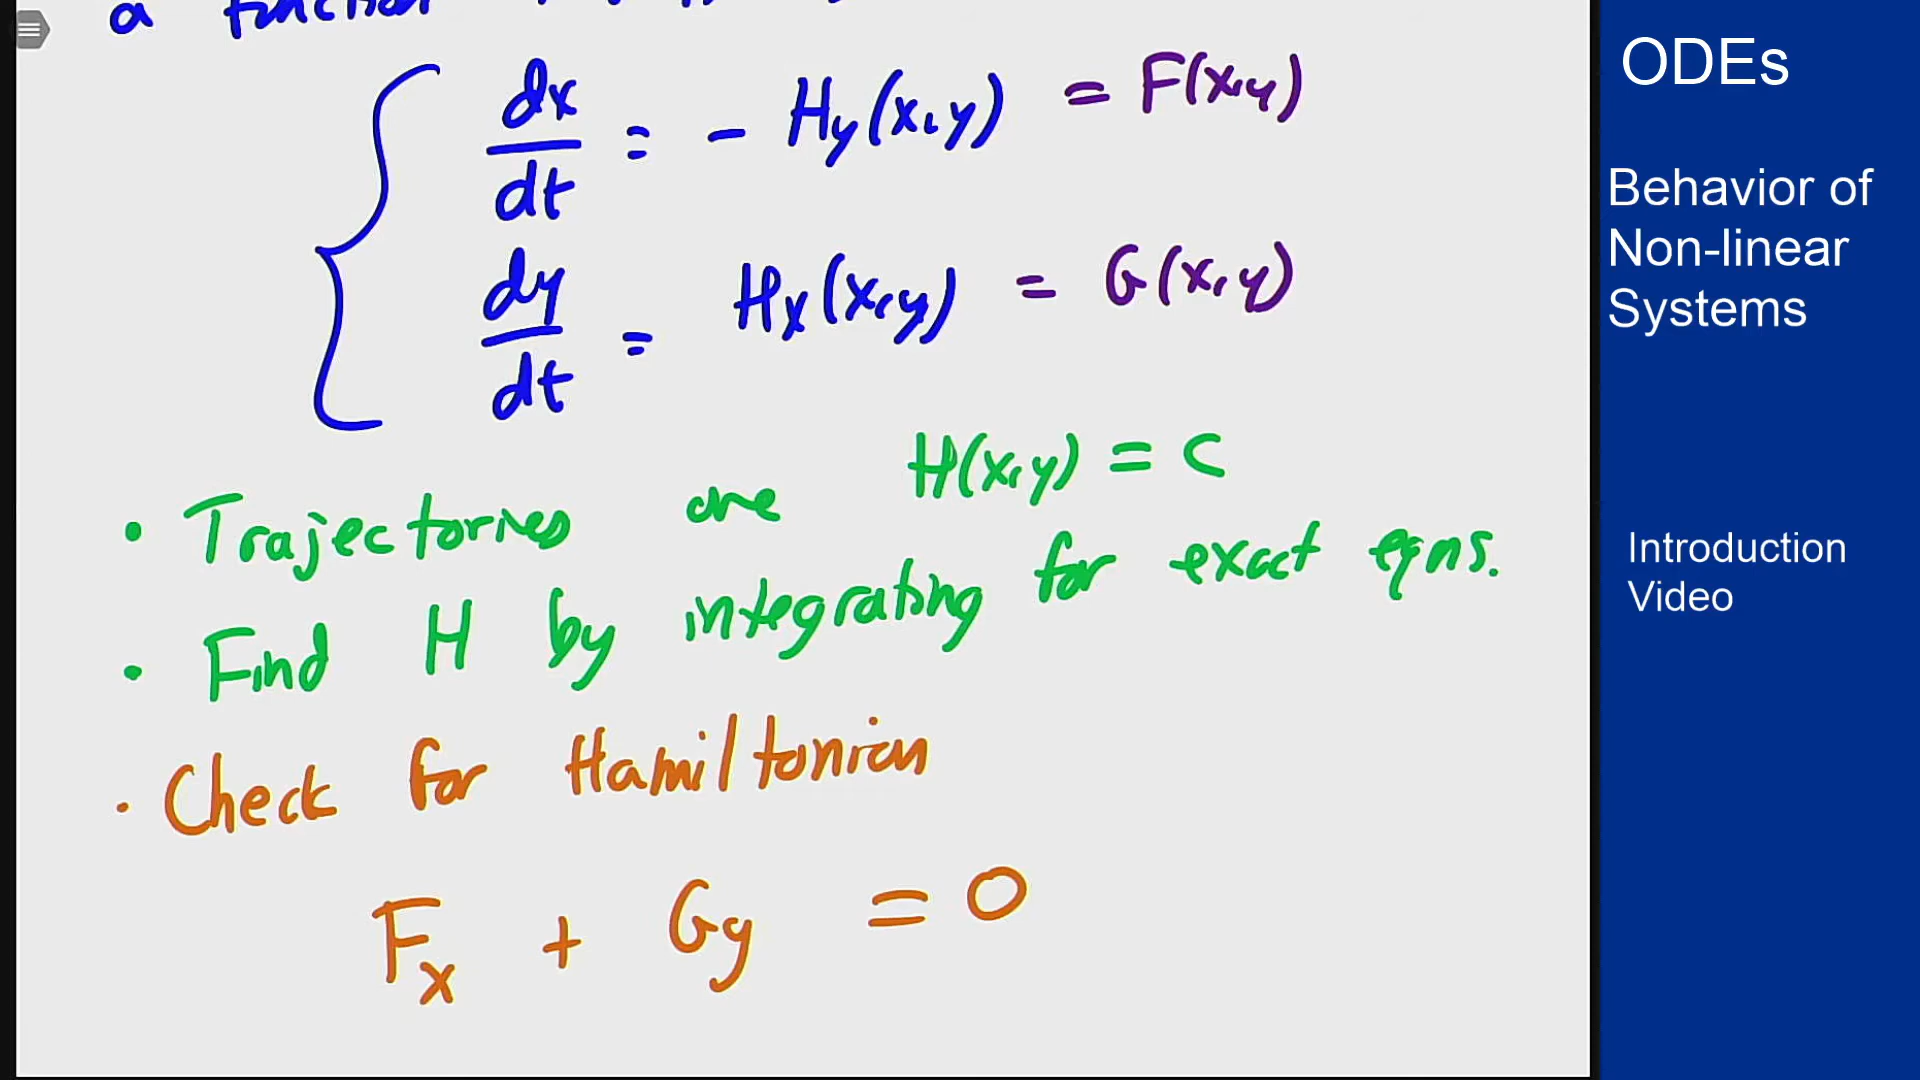 a function
dx/dt = - Hy(x,y) = F(x,y)
dy/dt = Hx(x,y) = G(x,y)
• Trajectories are H(x,y) = C
• Find H by integrating for exact eqns.
• Check for Hamiltonian
Fx + Gy = 0
ODEs
Behavior of
Non-linear
Systems
Introduction
Video